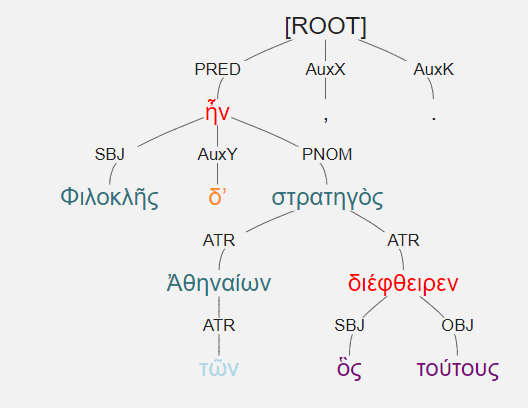 [ROOT]
PRED AuxX AuxK
ἦν , .
SBJ AuxY PNOM
Φιλοκλῆς δ’ στρατηγὸς
ATR ATR
Ἀθηναίων διέφθειρεν
ATR SBJ OBJ
τῶν ὃς τούτους